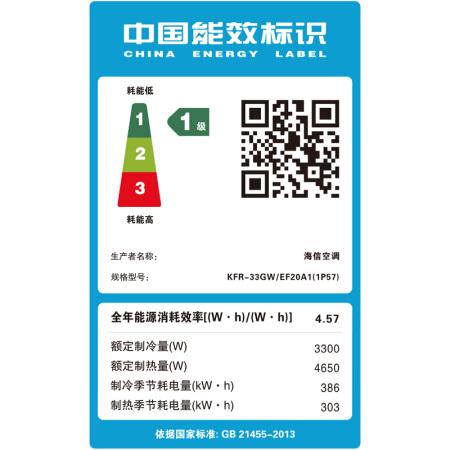 中国能效标识
CHINA ENERGY LABEL
耗能低
1
1级
2
3
耗能高
生产者名称: 海信空调
规格型号: KFR-33GW/EF20A1(1P57)
全年能源消耗效率[(W·h)/(W·h)] 4.57
额定制冷量(W) 3300
额定制热量(W) 4650
制冷季节耗电量(kW·h) 386
制热季节耗电量(kW·h) 303
依据国家标准: GB 21455-2013